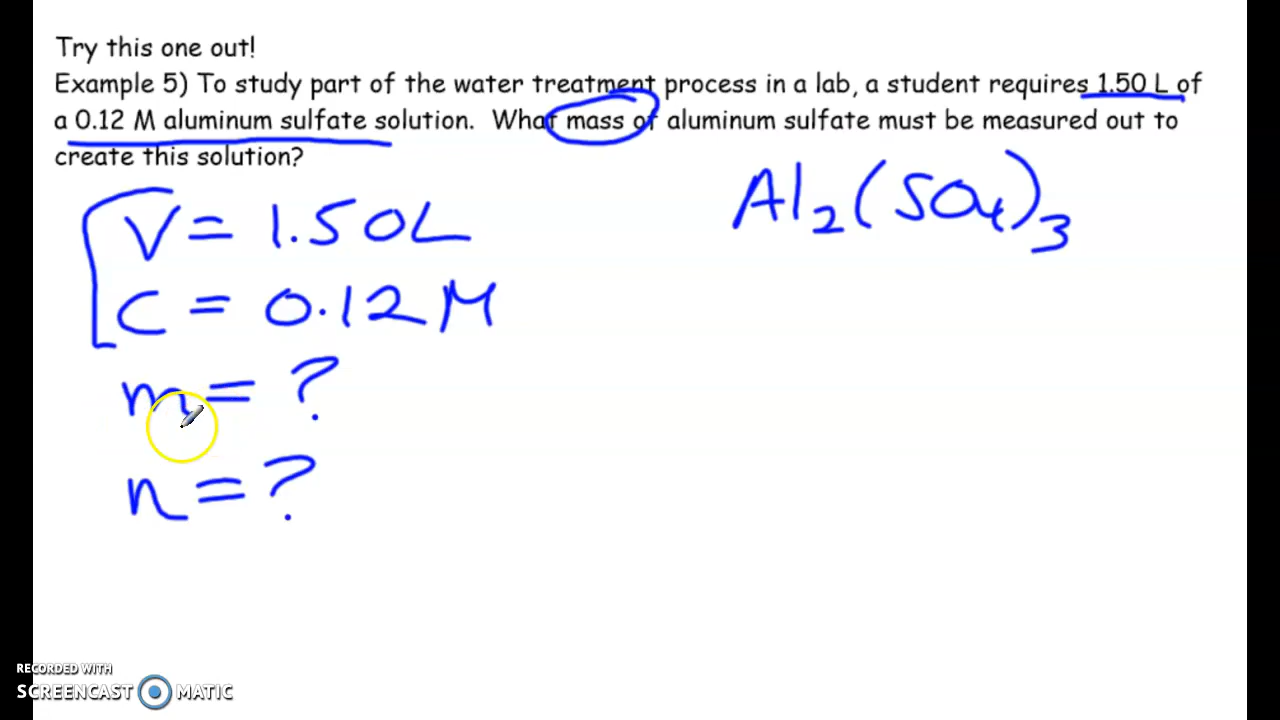 Try this one out!
Example 5) To study part of the water treatment process in a lab, a student requires 1.50 L of
a 0.12 M aluminum sulfate solution. What mass of aluminum sulfate must be measured out to
create this solution?
Al₂(SO₄)₃
V = 1.50L
C = 0.12 M
m = ?
n = ?
RECORDED WITH
SCREENCAST MATIC